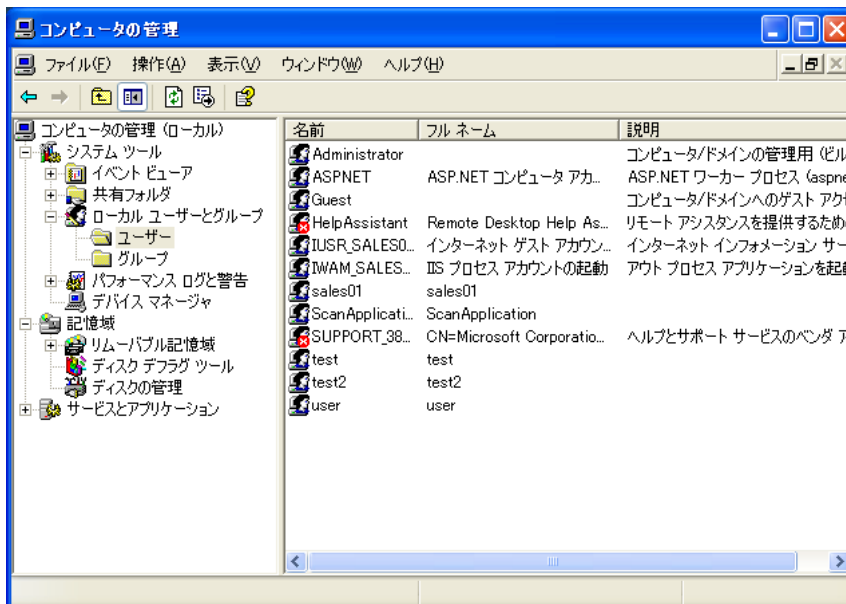 コンピュータの管理
ファイル(F) 操作(A) 表示(V) ウィンドウ(W) ヘルプ(H)
コンピュータの管理 (ローカル)
システム ツール
イベント ビューア
共有フォルダ
ローカル ユーザーとグループ
ユーザー
グループ
パフォーマンス ログと警告
デバイス マネージャ
記憶域
リムーバブル記憶域
ディスク デフラグ ツール
ディスクの管理
サービスとアプリケーション
名前 フル ネーム 説明
Administrator コンピュータ/ドメインの管理用 (ビル
ASPNET ASP.NET コンピュータ アカ... ASP.NET ワーカー プロセス (aspne
Guest コンピュータ/ドメインへのゲスト アクセ
HelpAssistant Remote Desktop Help As... リモート アシスタンスを提供するため
IUSR_SALES0... インターネット ゲスト アカウン... インターネット インフォメーション サー
IWAM_SALES... IIS プロセス アカウントの起動 アウト プロセス アプリケーションを起
sales01 sales01
ScanApplicati... ScanApplication
SUPPORT_38... CN=Microsoft Corporatio... ヘルプとサポート サービスのベンダ ア
test test
test2 test2
user user